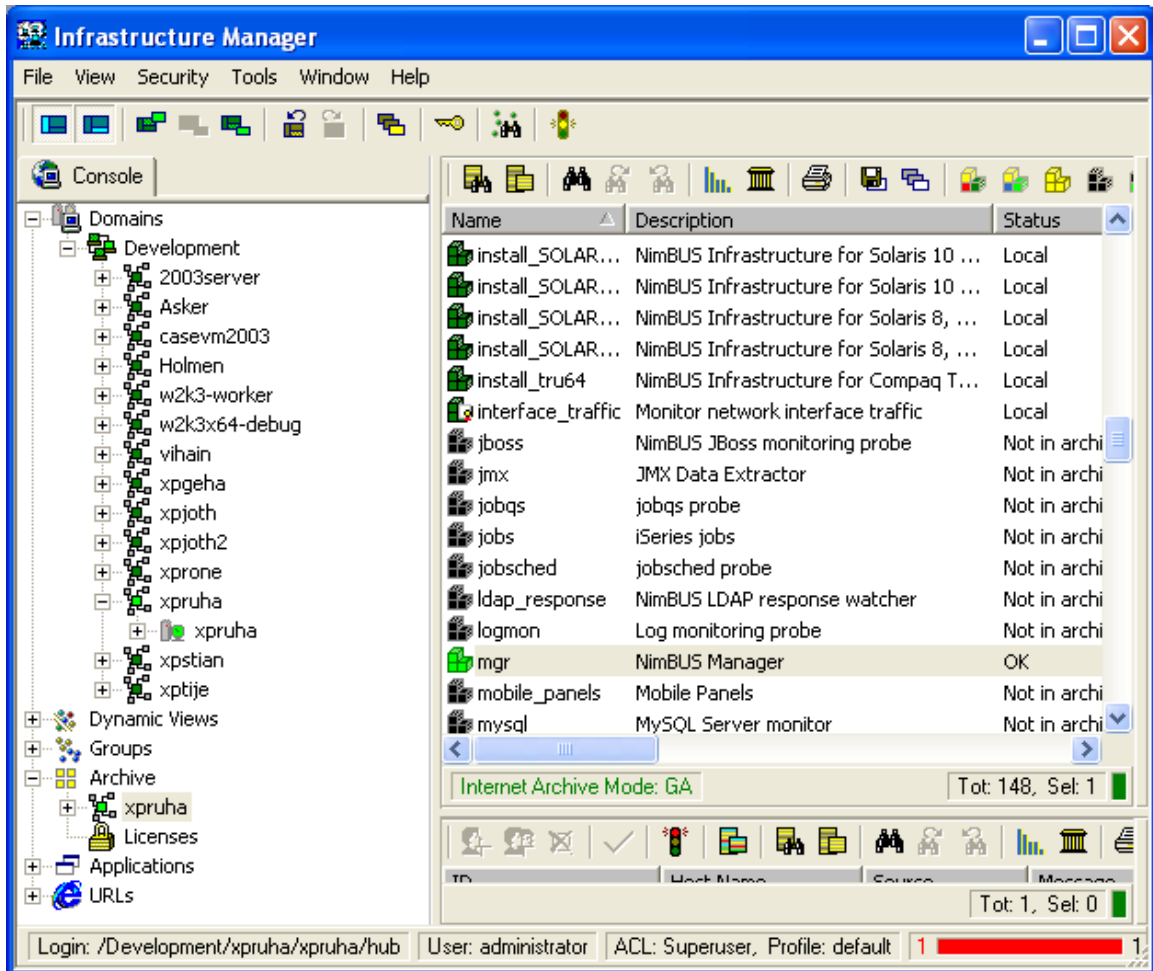 Infrastructure Manager
File View Security Tools Window Help
Console
Domains
Development
2003server
Asker
casevm2003
Holmen
w2k3-worker
w2k3x64-debug
vihain
xpgeha
xpjoth
xpjoth2
xprone
xpruha
xpruha
xpstian
xptije
Dynamic Views
Groups
Archive
xpruha
Licenses
Applications
URLs
Name Description Status
install_SOLAR... NimBUS Infrastructure for Solaris 10 ... Local
install_SOLAR... NimBUS Infrastructure for Solaris 10 ... Local
install_SOLAR... NimBUS Infrastructure for Solaris 8, ... Local
install_SOLAR... NimBUS Infrastructure for Solaris 8, ... Local
install_tru64 NimBUS Infrastructure for Compaq T... Local
interface_traffic Monitor network interface traffic Local
jboss NimBUS JBoss monitoring probe Not in archi
jmx JMX Data Extractor Not in archi
jobqs jobqs probe Not in archi
jobs iSeries jobs Not in archi
jobsched jobsched probe Not in archi
ldap_response NimBUS LDAP response watcher Not in archi
logmon Log monitoring probe Not in archi
mgr NimBUS Manager OK
mobile_panels Mobile Panels Not in archi
mysql MySQL Server monitor Not in archi
Internet Archive Mode: GA Tot: 148, Sel: 1
ID Host Name Source Message
Tot: 1, Sel: 0
Login: /Development/xpruha/xpruha/hub User: administrator ACL: Superuser, Profile: default 1 1